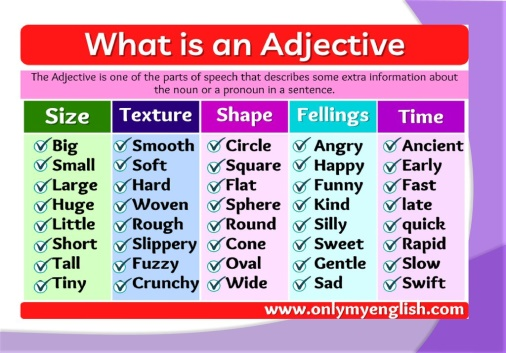 What is an Adjective
The Adjective is one of the parts of speech that describes some extra information about
the noun or a pronoun in a sentence.
Size Texture Shape Fellings Time
Big Smooth Circle Angry Ancient
Small Soft Square Happy Early
Large Hard Flat Funny Fast
Huge Woven Sphere Kind late
Little Rough Round Silly quick
Short Slippery Cone Sweet Rapid
Tall Fuzzy Oval Gentle Slow
Tiny Crunchy Wide Sad Swift
www.onlymyenglish.com